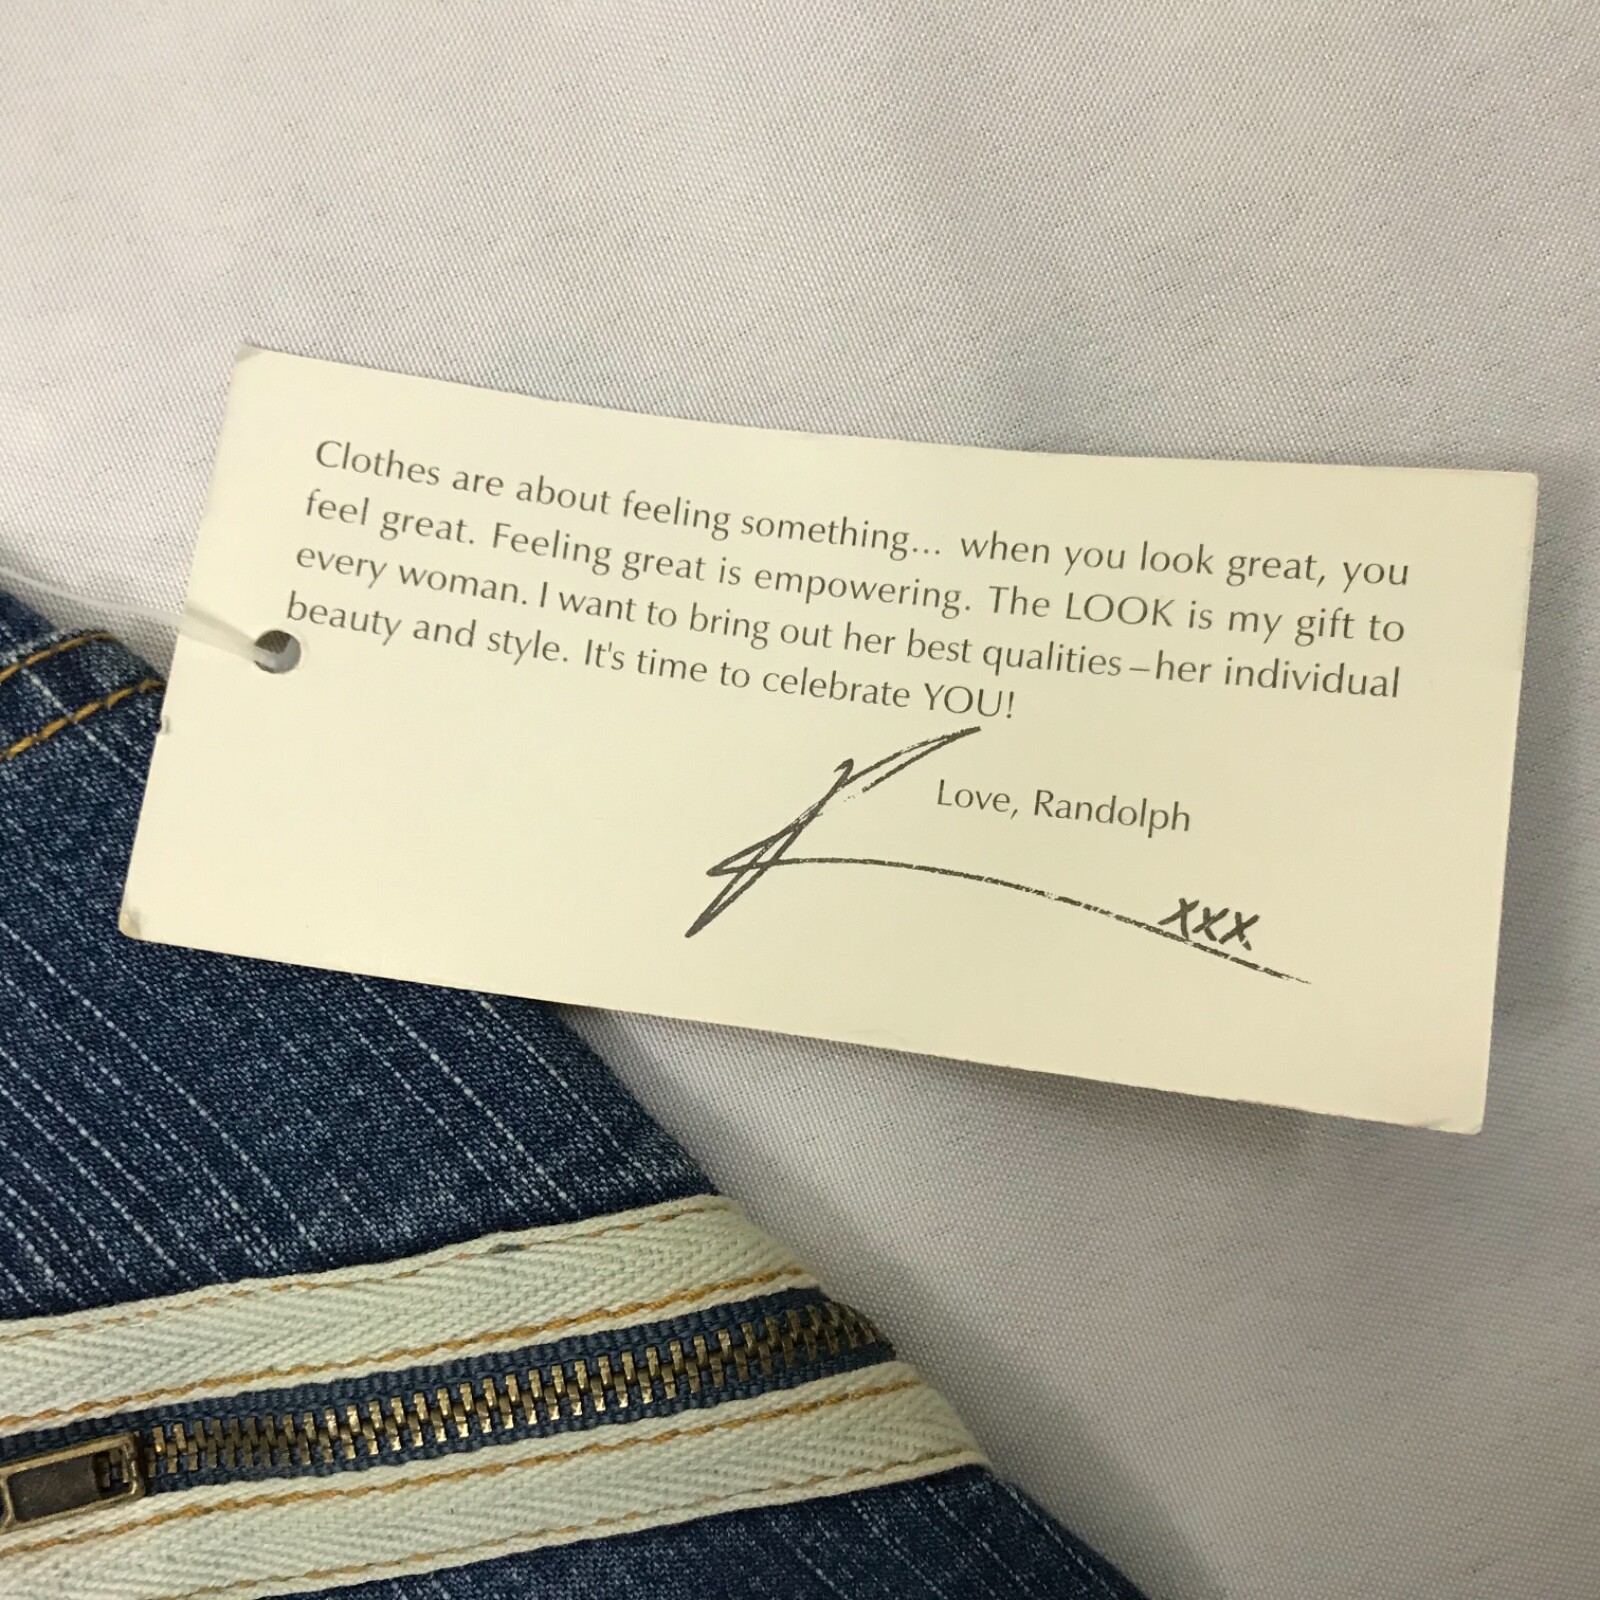 Clothes are about feeling something... when you look great, you
feel great. Feeling great is empowering. The LOOK is my gift to
every woman. I want to bring out her best qualities – her individual
beauty and style. It's time to celebrate YOU!
Love, Randolph
xxx